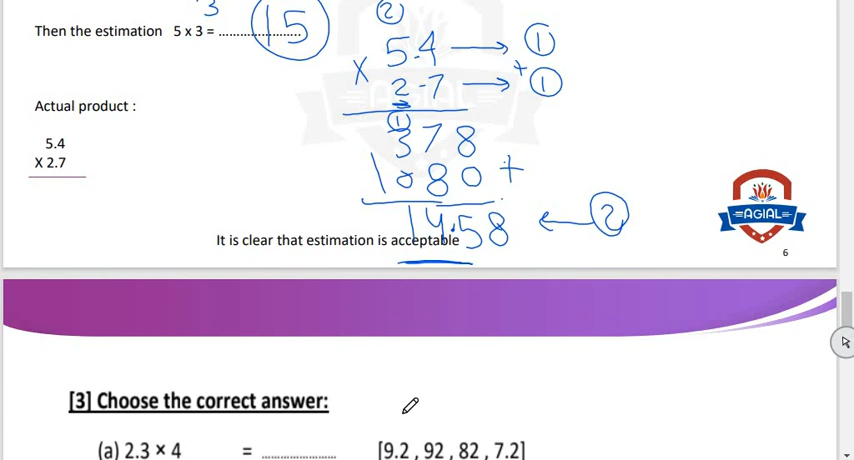 3
Then the estimation 5 x 3 = ........................ 15
②
5.4 → ①
x 2.7 → + ①
Actual product :
①
378
5.4
X 2.7
1080 +
=AGIAL=
14.58 ← ②
It is clear that estimation is acceptable
6
[3] Choose the correct answer:
(a) 2.3 × 4 = ........................ [9.2 , 92 , 82 , 7.2]